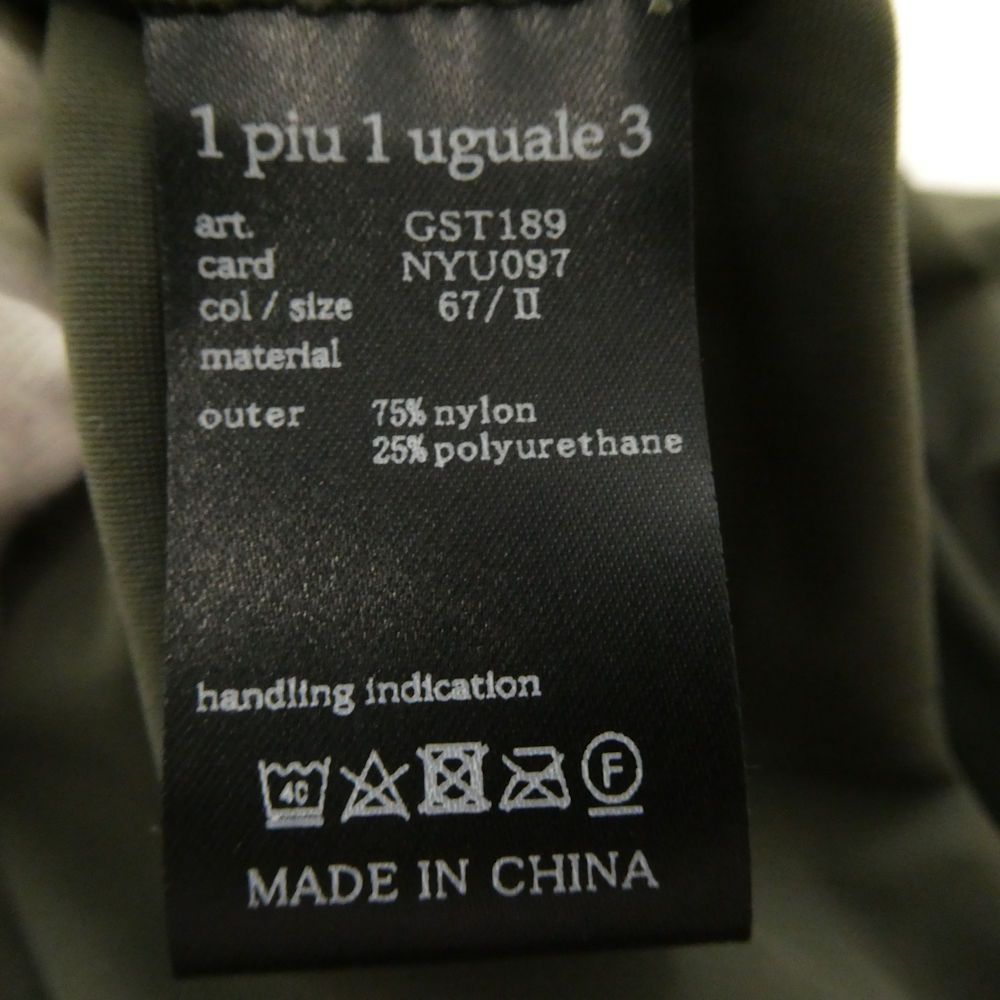 1 piu 1 uguale 3
art. GST189
card NYU097
col / size 67/Ⅱ
material
outer 75% nylon
25% polyurethane
handling indication
40 F
MADE IN CHINA